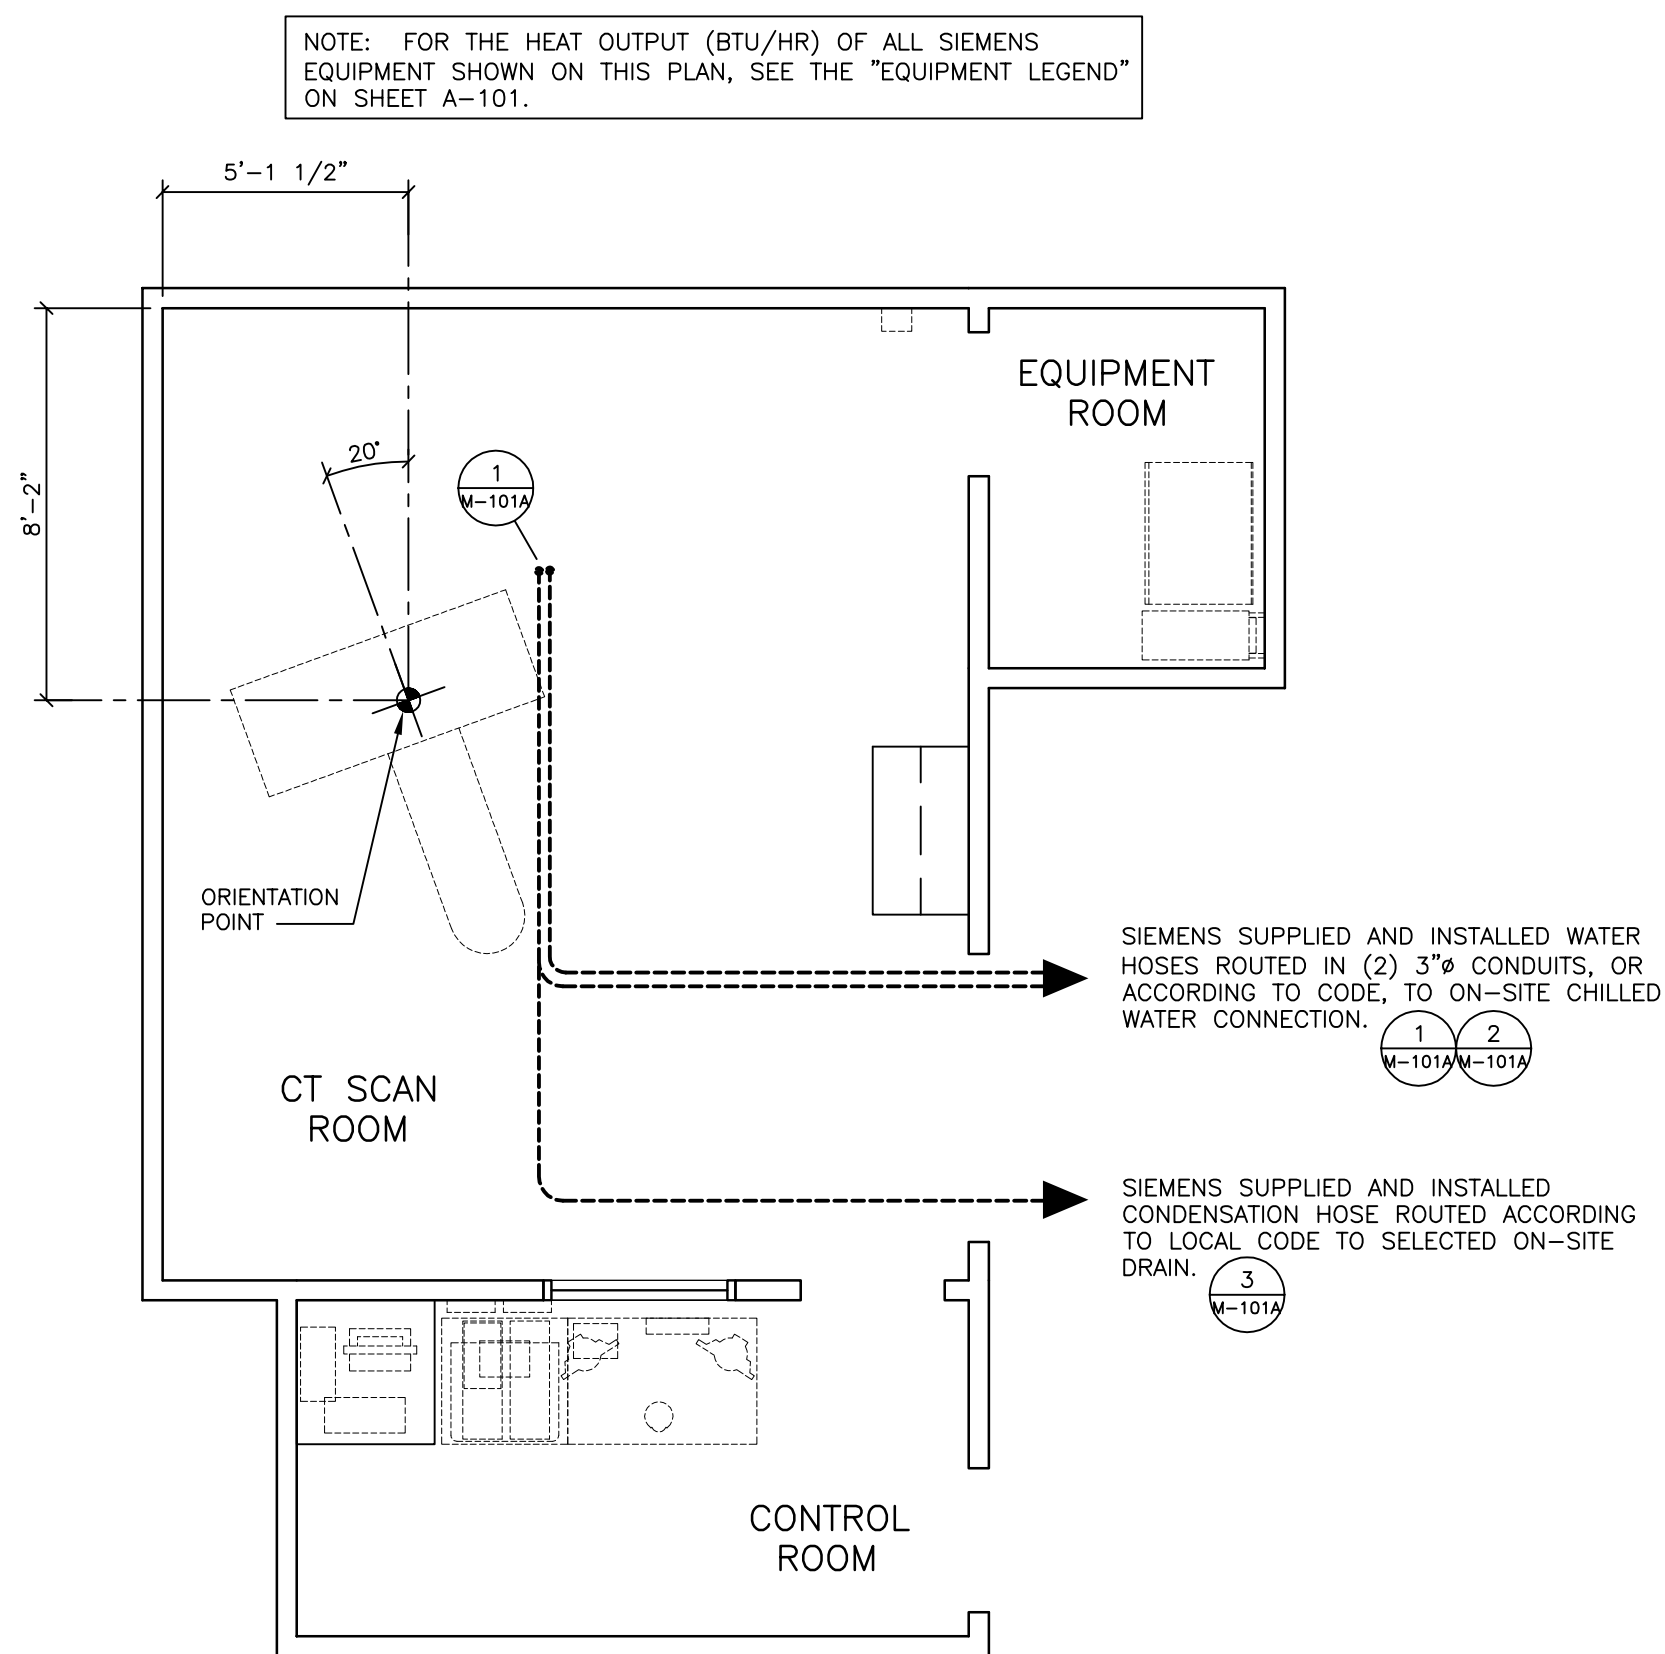 NOTE: FOR THE HEAT OUTPUT (BTU/HR) OF ALL SIEMENS
EQUIPMENT SHOWN ON THIS PLAN, SEE THE "EQUIPMENT LEGEND"
ON SHEET A-101.
5'-1 1/2"
8'-2"
20°
1
M-101A
EQUIPMENT
ROOM
ORIENTATION
POINT
SIEMENS SUPPLIED AND INSTALLED WATER
HOSES ROUTED IN (2) 3"ø CONDUITS, OR
ACCORDING TO CODE, TO ON-SITE CHILLED
WATER CONNECTION.
1
M-101A
2
M-101A
CT SCAN
ROOM
SIEMENS SUPPLIED AND INSTALLED
CONDENSATION HOSE ROUTED ACCORDING
TO LOCAL CODE TO SELECTED ON-SITE
DRAIN.
3
M-101A
CONTROL
ROOM